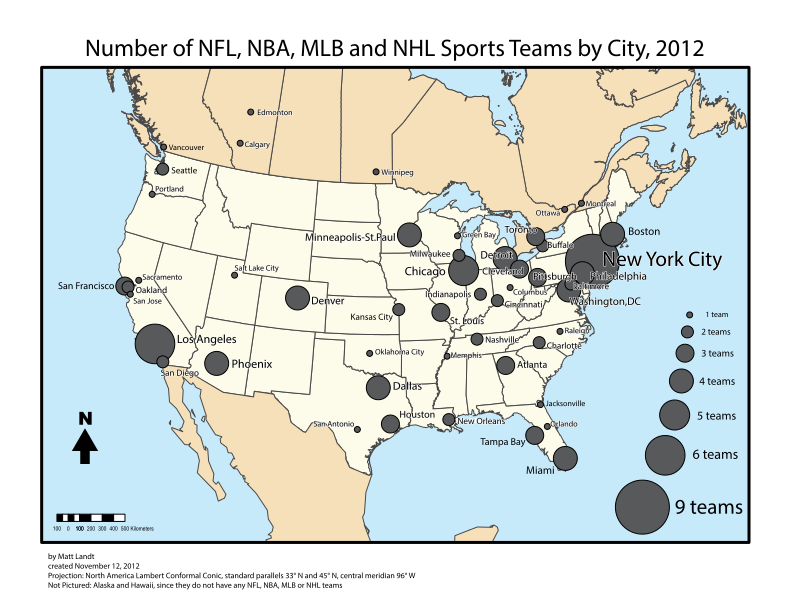 Number of NFL, NBA, MLB and NHL Sports Teams by City, 2012
Edmonton
Calgary
Vancouver
Seattle
Winnipeg
Portland
Montreal
Ottawa
Toronto
Boston
Green Bay
Minneapolis-St.Paul
Buffalo
Milwaukee
Detroit
New York City
Chicago
Cleveland
Pittsburgh
Philadelphia
Salt Lake City
Sacramento
San Francisco
Oakland
Baltimore
San Jose
Indianapolis
Columbus
Denver
Cincinnati
Washington,DC
Kansas City
St. Louis
1 team
2 teams
Raleigh
Los Angeles
Nashville
Charlotte
3 teams
Oklahoma City
Memphis
Phoenix
Atlanta
San Diego
4 teams
Dallas
Jacksonville
Houston
5 teams
New Orleans
San Antonio
Orlando
N
Tampa Bay
6 teams
Miami
9 teams
100 0 100 200 300 400 500 Kilometers
by Matt Landt
created November 12, 2012
Projection: North America Lambert Conformal Conic, standard parallels 33° N and 45° N, central meridian 96° W
Not Pictured: Alaska and Hawaii, since they do not have any NFL, NBA, MLB or NHL teams